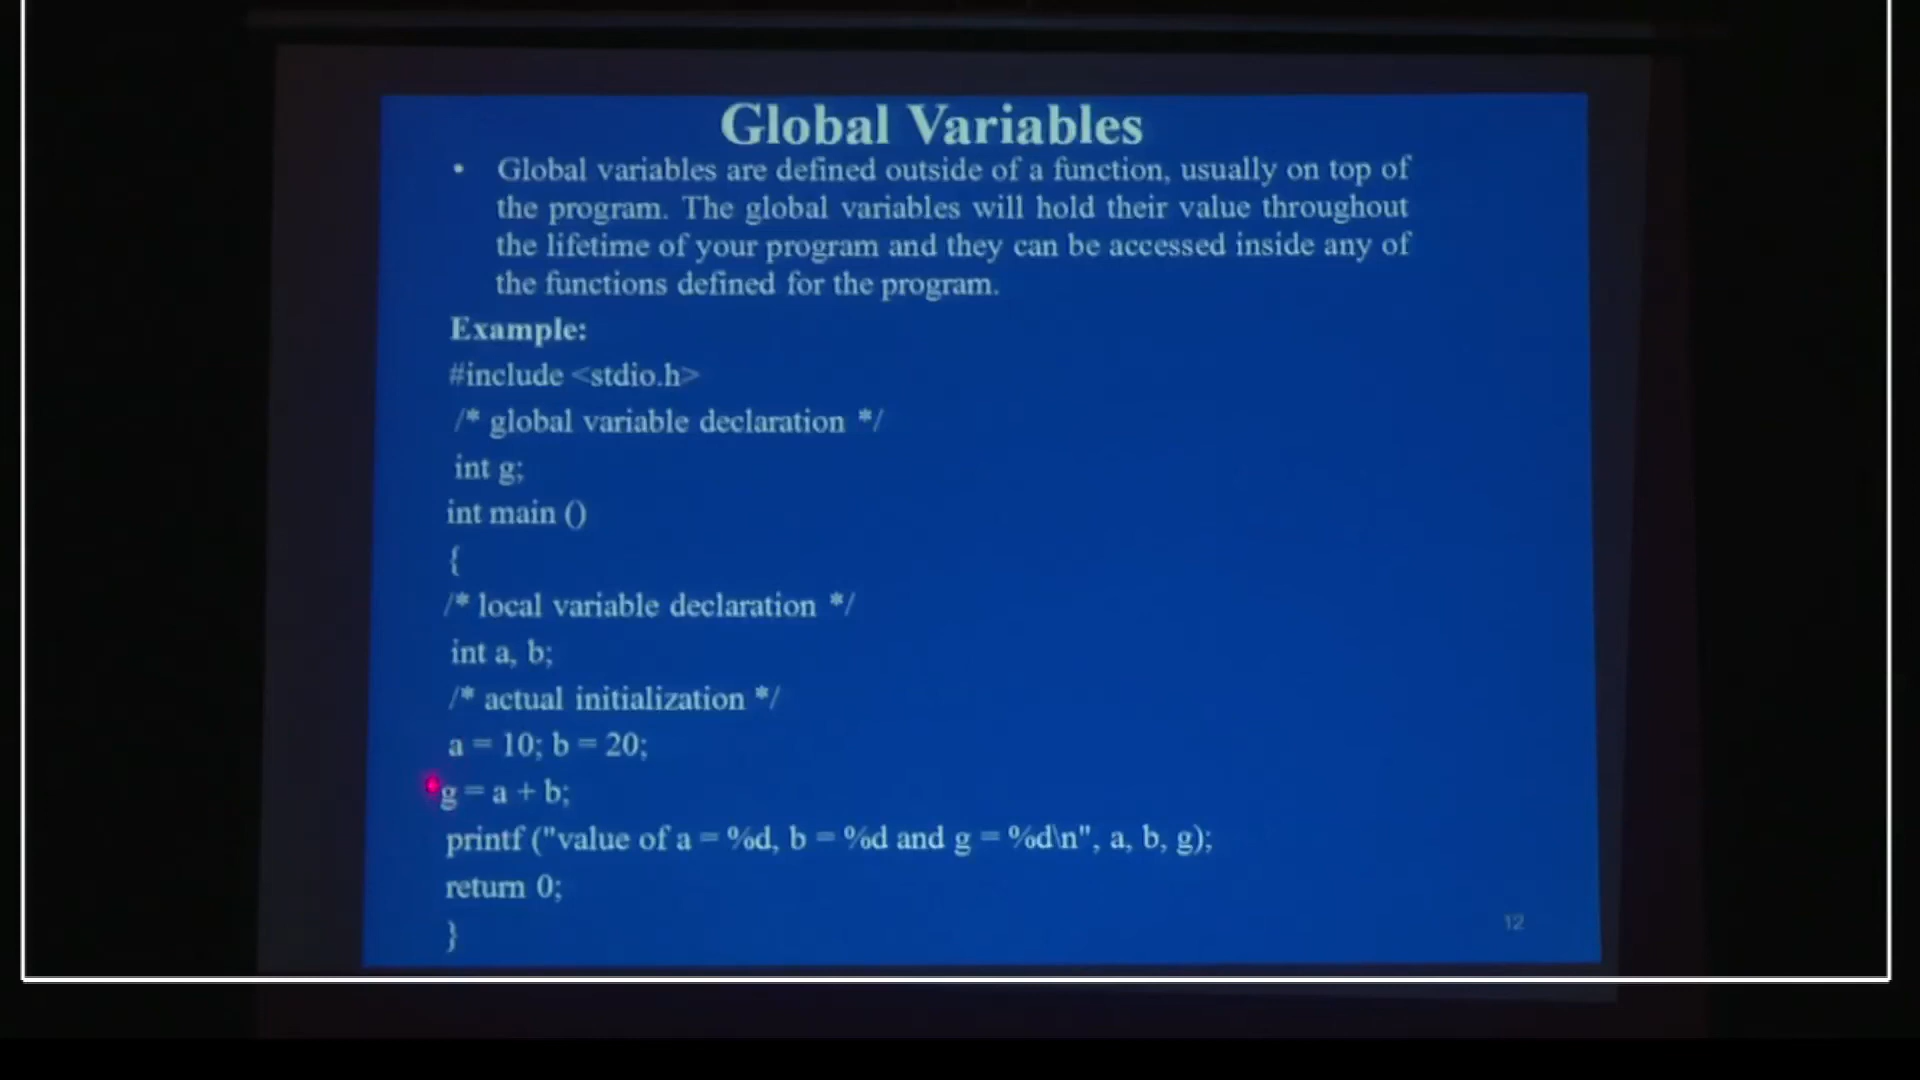 Global Variables
• Global variables are defined outside of a function, usually on top of
the program. The global variables will hold their value throughout
the lifetime of your program and they can be accessed inside any of
the functions defined for the program.
Example:
#include <stdio.h>
/* global variable declaration */
int g;
int main ()
{
/* local variable declaration */
int a, b;
/* actual initialization */
a = 10; b = 20;
g = a + b;
printf ("value of a = %d, b = %d and g = %d\n", a, b, g);
return 0;
}
12